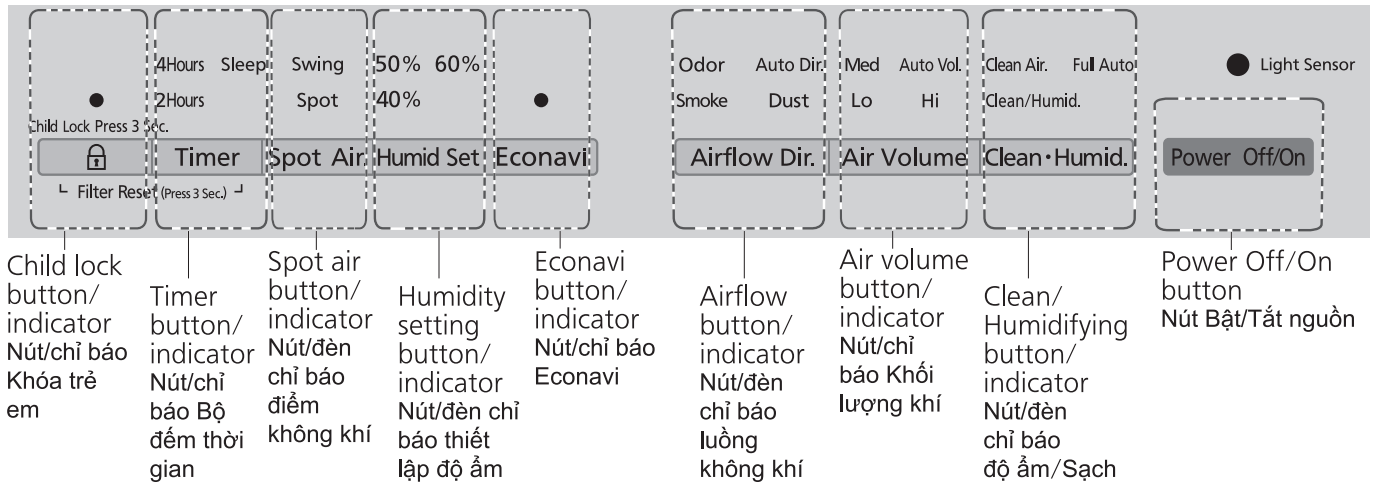 4Hours Sleep Swing 50% 60% Odor Auto Dir. Med Auto Vol. Clean Air. Full Auto Light Sensor
2Hours Spot 40% Smoke Dust Lo Hi Clean/Humid.
Child Lock Press 3 Sec.
Timer Spot Air. Humid Set Econavi Airflow Dir. Air Volume Clean·Humid. Power Off/On
Filter Reset (Press 3 Sec.)
Child lock
button/
indicator
Nút/chỉ báo
Khóa trẻ
em
Timer
button/
indicator
Nút/chỉ
báo Bộ
đếm thời
gian
Spot air
button/
indicator
Nút/đèn
chỉ báo
điểm
không khí
Humidity
setting
button/
indicator
Nút/đèn chỉ
báo thiết
lập độ ẩm
Econavi
button/
indicator
Nút/chỉ báo
Econavi
Airflow
button/
indicator
Nút/đèn
chỉ báo
luồng
không khí
Air volume
button/
indicator
Nút/chỉ
báo Khối
lượng khí
Clean/
Humidifying
button/
indicator
Nút/đèn
chỉ báo
độ ẩm/Sạch
Power Off/On
button
Nút Bật/Tắt nguồn